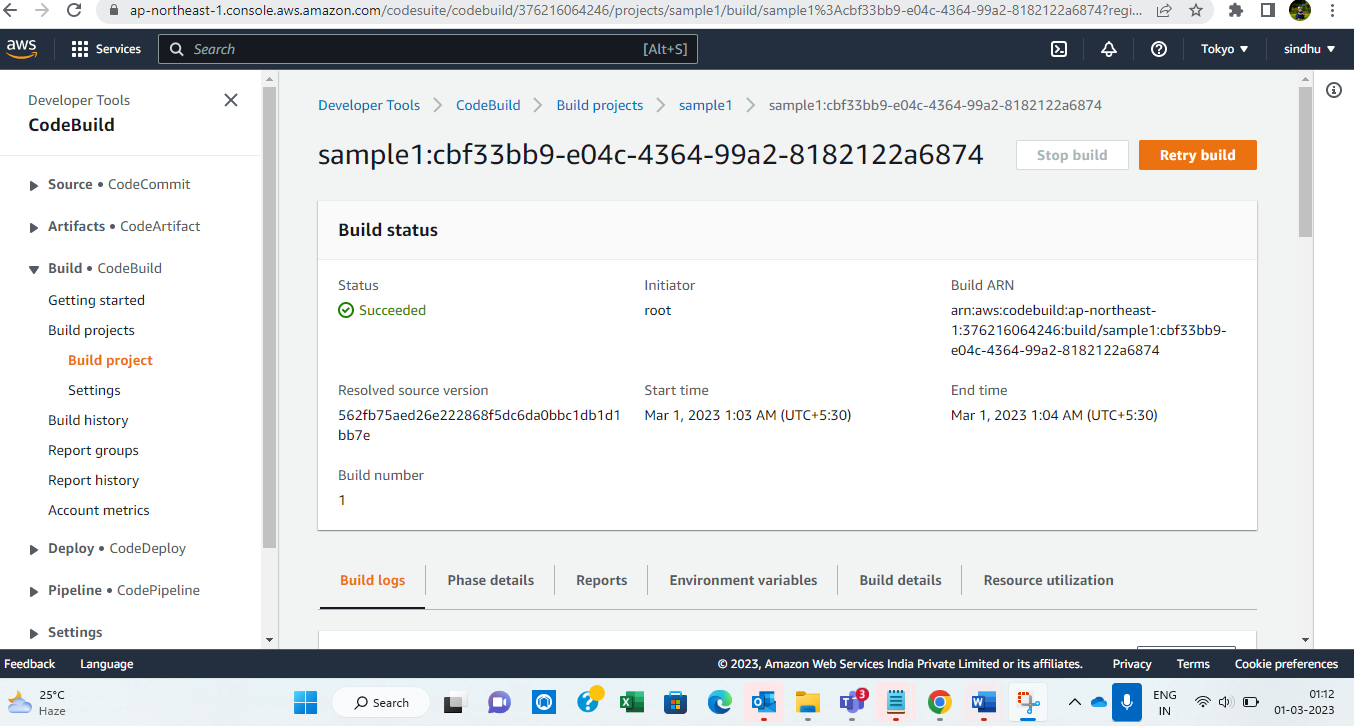 ap-northeast-1.console.aws.amazon.com/codesuite/codebuild/376216064246/projects/sample1/build/sample1%3Acbf33bb9-e04c-4364-99a2-8182122a6874?regi...
aws
Services
Search
[Alt+S]
Tokyo
sindhu
Developer Tools
CodeBuild
Source • CodeCommit
Artifacts • CodeArtifact
Build • CodeBuild
Getting started
Build projects
Build project
Settings
Build history
Report groups
Report history
Account metrics
Deploy • CodeDeploy
Pipeline • CodePipeline
Settings
Developer Tools
CodeBuild
Build projects
sample1
sample1:cbf33bb9-e04c-4364-99a2-8182122a6874
sample1:cbf33bb9-e04c-4364-99a2-8182122a6874
Stop build
Retry build
Build status
Status
Succeeded
Initiator
root
Build ARN
arn:aws:codebuild:ap-northeast-
1:376216064246:build/sample1:cbf33bb9-
e04c-4364-99a2-8182122a6874
Resolved source version
562fb75aed26e222868f5dc6da0bbc1db1d1
bb7e
Start time
Mar 1, 2023 1:03 AM (UTC+5:30)
End time
Mar 1, 2023 1:04 AM (UTC+5:30)
Build number
1
Build logs
Phase details
Reports
Environment variables
Build details
Resource utilization
Feedback
Language
© 2023, Amazon Web Services India Private Limited or its affiliates.
Privacy
Terms
Cookie preferences
25°C
Haze
Search
3
ENG
IN
01:12
01-03-2023